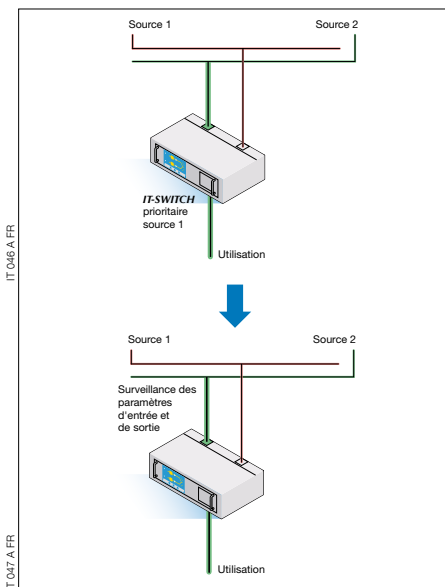 Source 1
Source 2
IT-SWITCH
prioritaire
source 1
Utilisation
IT 046 A FR
Source 1
Source 2
Surveillance des
paramètres
d'entrée et
de sortie
Utilisation
IT 047 A FR